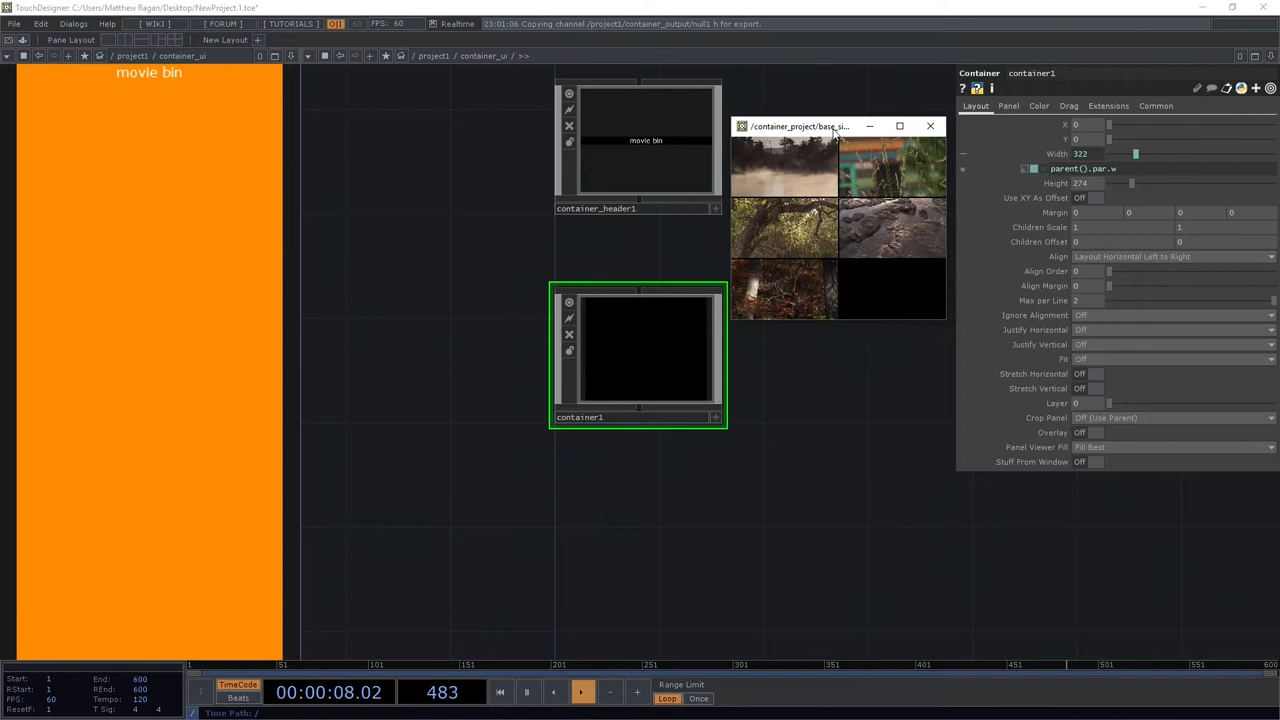 TouchDesigner: C:/Users/Matthew Ragan/Desktop/NewProject.1.toe*
File Edit Dialogs Help [ WIKI ] [ FORUM ] [ TUTORIALS ] O|I 60 FPS: 60 Realtime 23:01:06 Copying channel /project1/container_output/null1 h for export.
Pane Layout New Layout +
/ project1 / container_ui 0
/ project1 / container_ui / >> 0
movie bin
movie bin
container_header1
container1
/container_project/base_si...
Container container1
? i
Layout Panel Color Drag Extensions Common
X 0
Y 0
Width 322
w parent().par.w
Height 274
Use XY As Offset Off
Margin 0 0 0 0
Children Scale 1 1
Children Offset 0 0
Align Layout Horizontal Left to Right
Align Order 0
Align Margin 0
Max per Line 2
Ignore Alignment Off
Justify Horizontal Off
Justify Vertical Off
Fit Off
Stretch Horizontal Off
Stretch Vertical Off
Layer 0
Crop Panel Off (Use Parent)
Overlay Off
Panel Viewer Fill Fill Best
Stuff From Window Off
1 51 101 151 201 251 301 351 401 451 501 551 600
Start: 1 End: 600
RStart: 1 REnd: 600
FPS: 60 Tempo: 120
ResetF: 1 T Sig: 4 4
TimeCode
Beats
00:00:08.02
483
Range Limit
Loop Once
/ Time Path: /